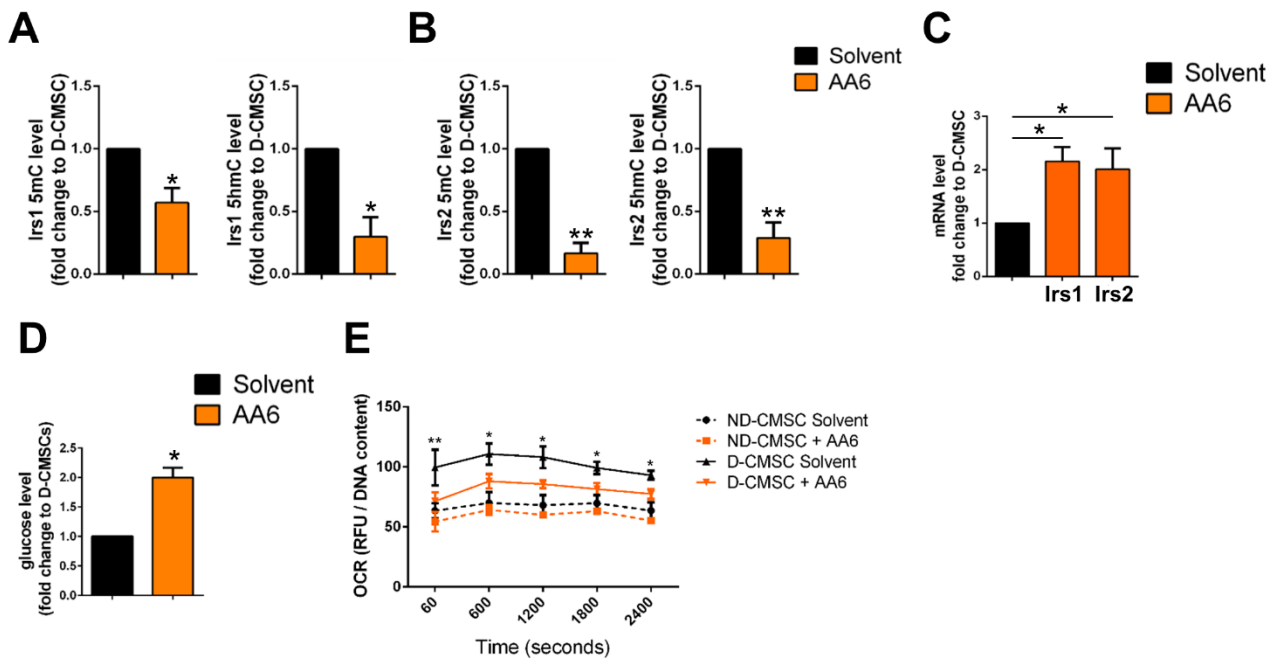 A
Irs1 5mC level
(fold change to D-CMSC)
1.5
1.0
0.5
0.0
*
Irs1 5hmC level
(fold change to D-CMSC)
1.5
1.0
0.5
0.0
*
B
Solvent
AA6
Irs2 5mC level
(fold change to D-CMSC)
1.5
1.0
0.5
0.0
**
Irs2 5hmC level
(fold change to D-CMSC)
1.5
1.0
0.5
0.0
**
C
Solvent
AA6
mRNA level
fold change to D-CMSC)
3
2
1
0
*
*
Irs1 Irs2
D
Solvent
AA6
glucose level
(fold change to D-CMSCs)
2.5
2.0
1.5
1.0
0.5
0.0
*
E
OCR (RFU / DNA content)
150
100
50
0
** * * * *
60 600 1200 1800 2400
Time (seconds)
ND-CMSC Solvent
ND-CMSC + AA6
D-CMSC Solvent
D-CMSC + AA6